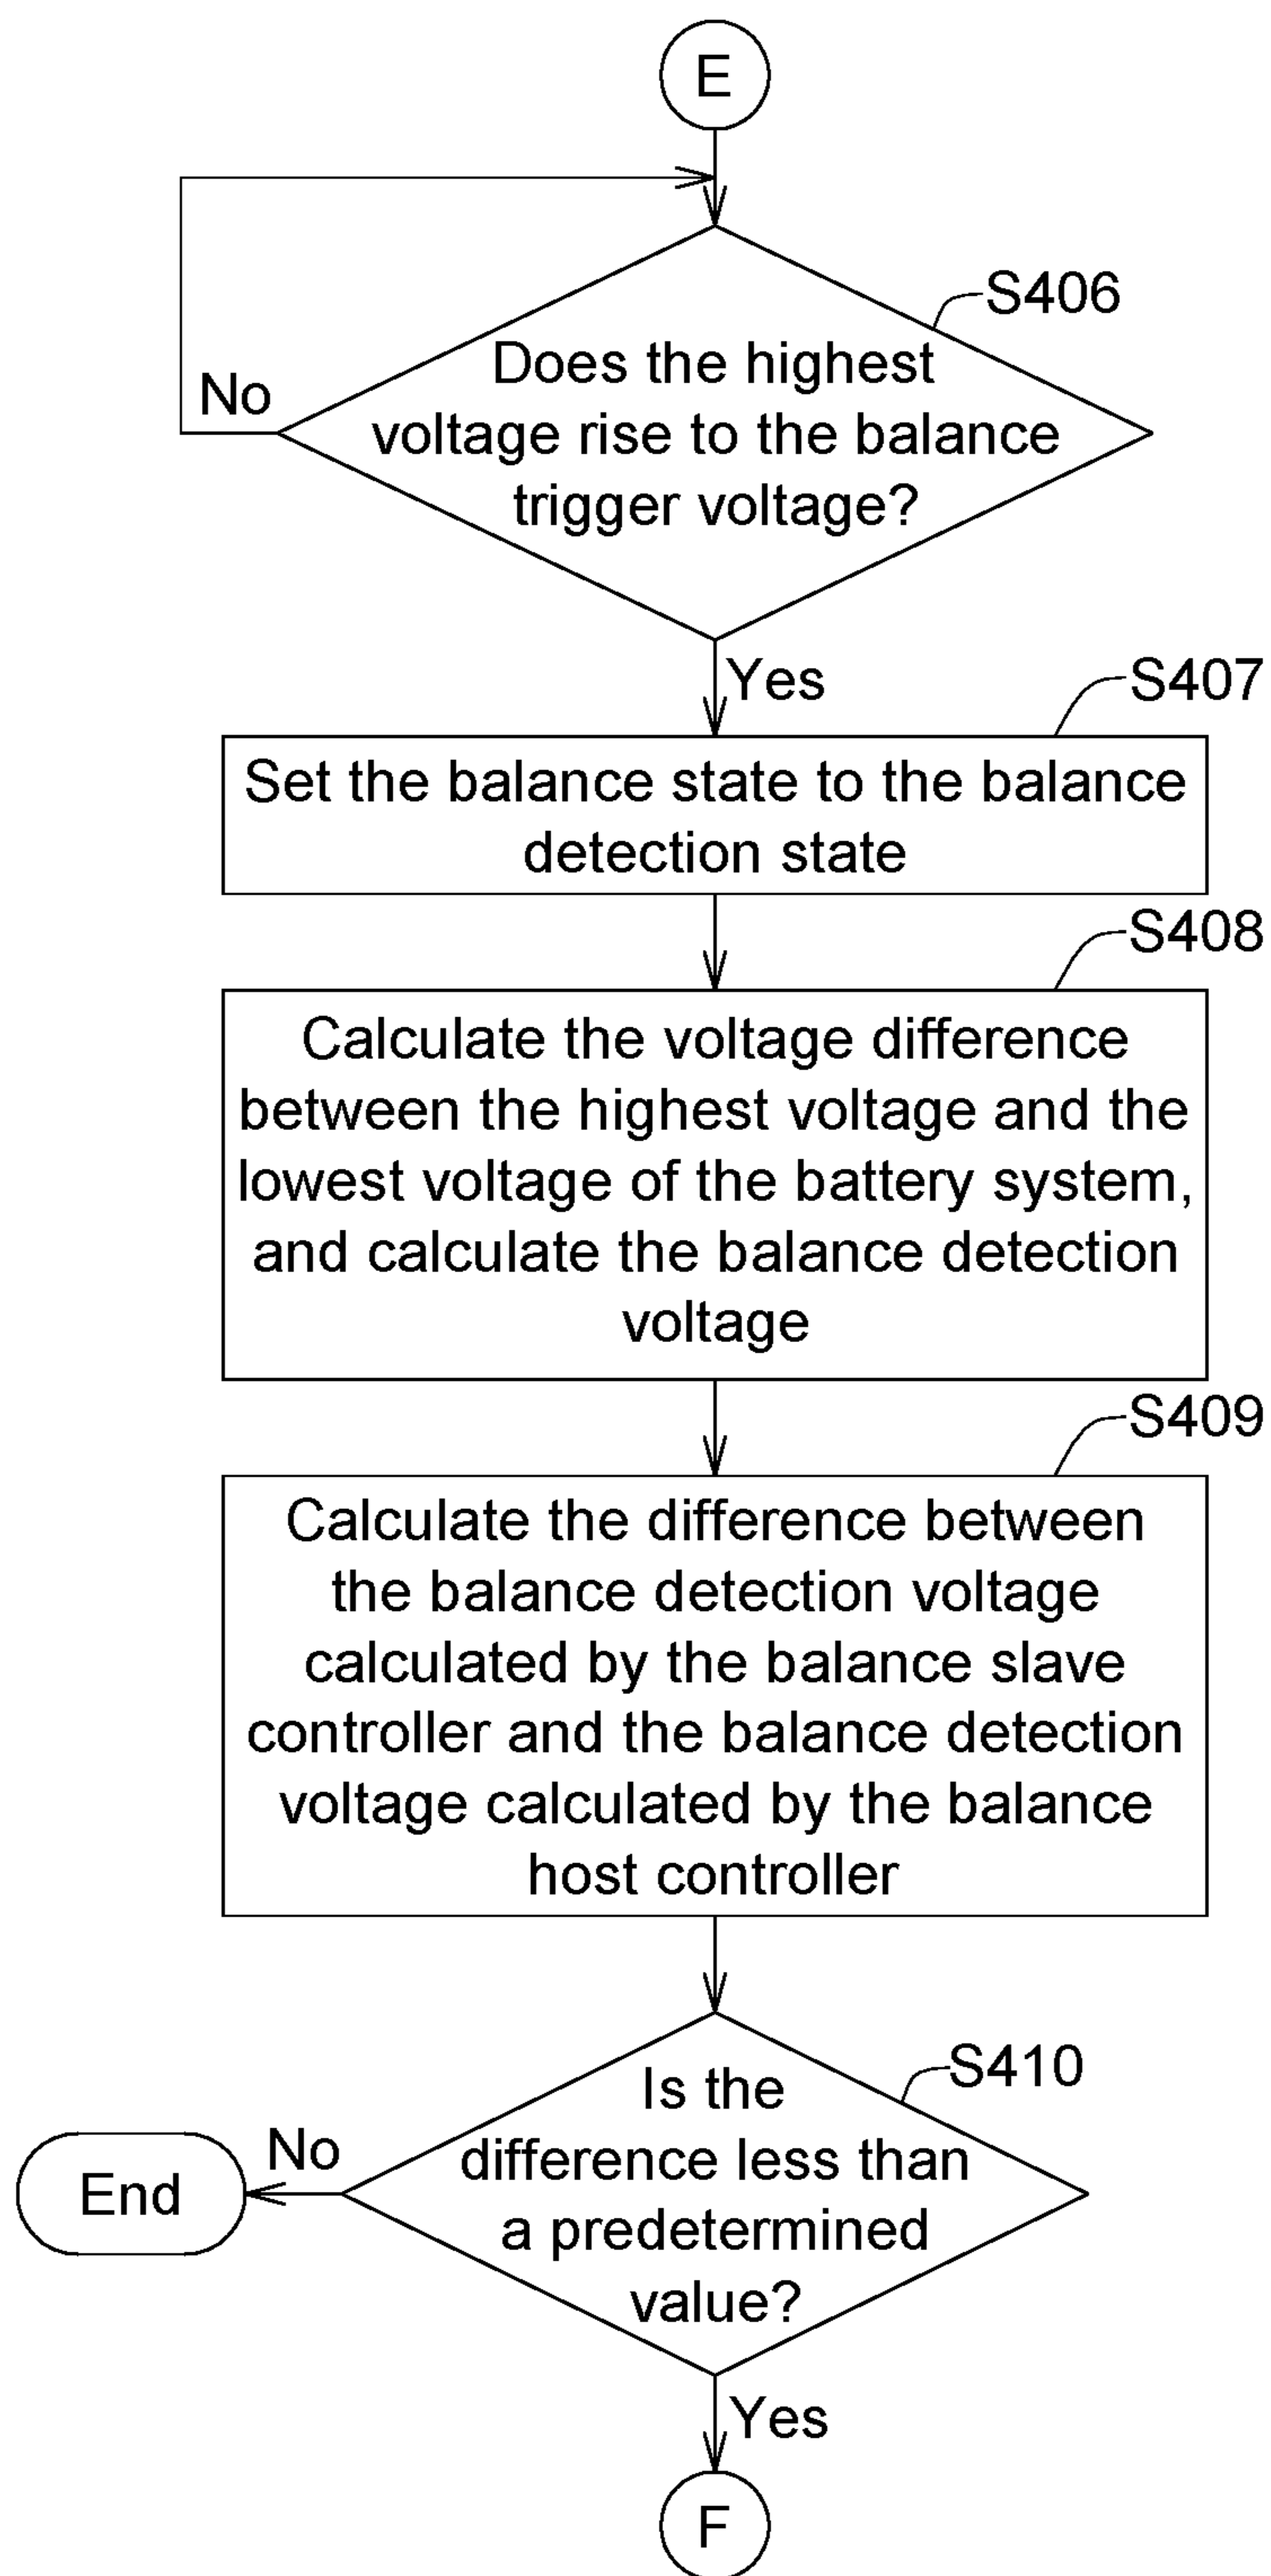 E
S406
Does the highest
voltage rise to the balance
trigger voltage?
No
Yes
S407
Set the balance state to the balance
detection state
S408
Calculate the voltage difference
between the highest voltage and the
lowest voltage of the battery system,
and calculate the balance detection
voltage
S409
Calculate the difference between
the balance detection voltage
calculated by the balance slave
controller and the balance detection
voltage calculated by the balance
host controller
S410
Is the
difference less than
a predetermined
value?
No
End
Yes
F